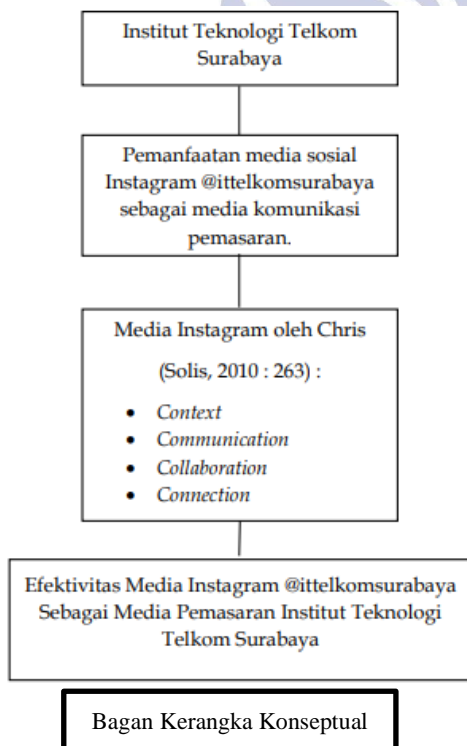 Institut Teknologi Telkom
Surabaya
Pemanfaatan media sosial
Instagram @ittelkomsurabaya
sebagai media komunikasi
pemasaran.
Media Instagram oleh Chris
(Solis, 2010 : 263) :
• Context
• Communication
• Collaboration
• Connection
Efektivitas Media Instagram @ittelkomsurabaya
Sebagai Media Pemasaran Institut Teknologi
Telkom Surabaya
Bagan Kerangka Konseptual